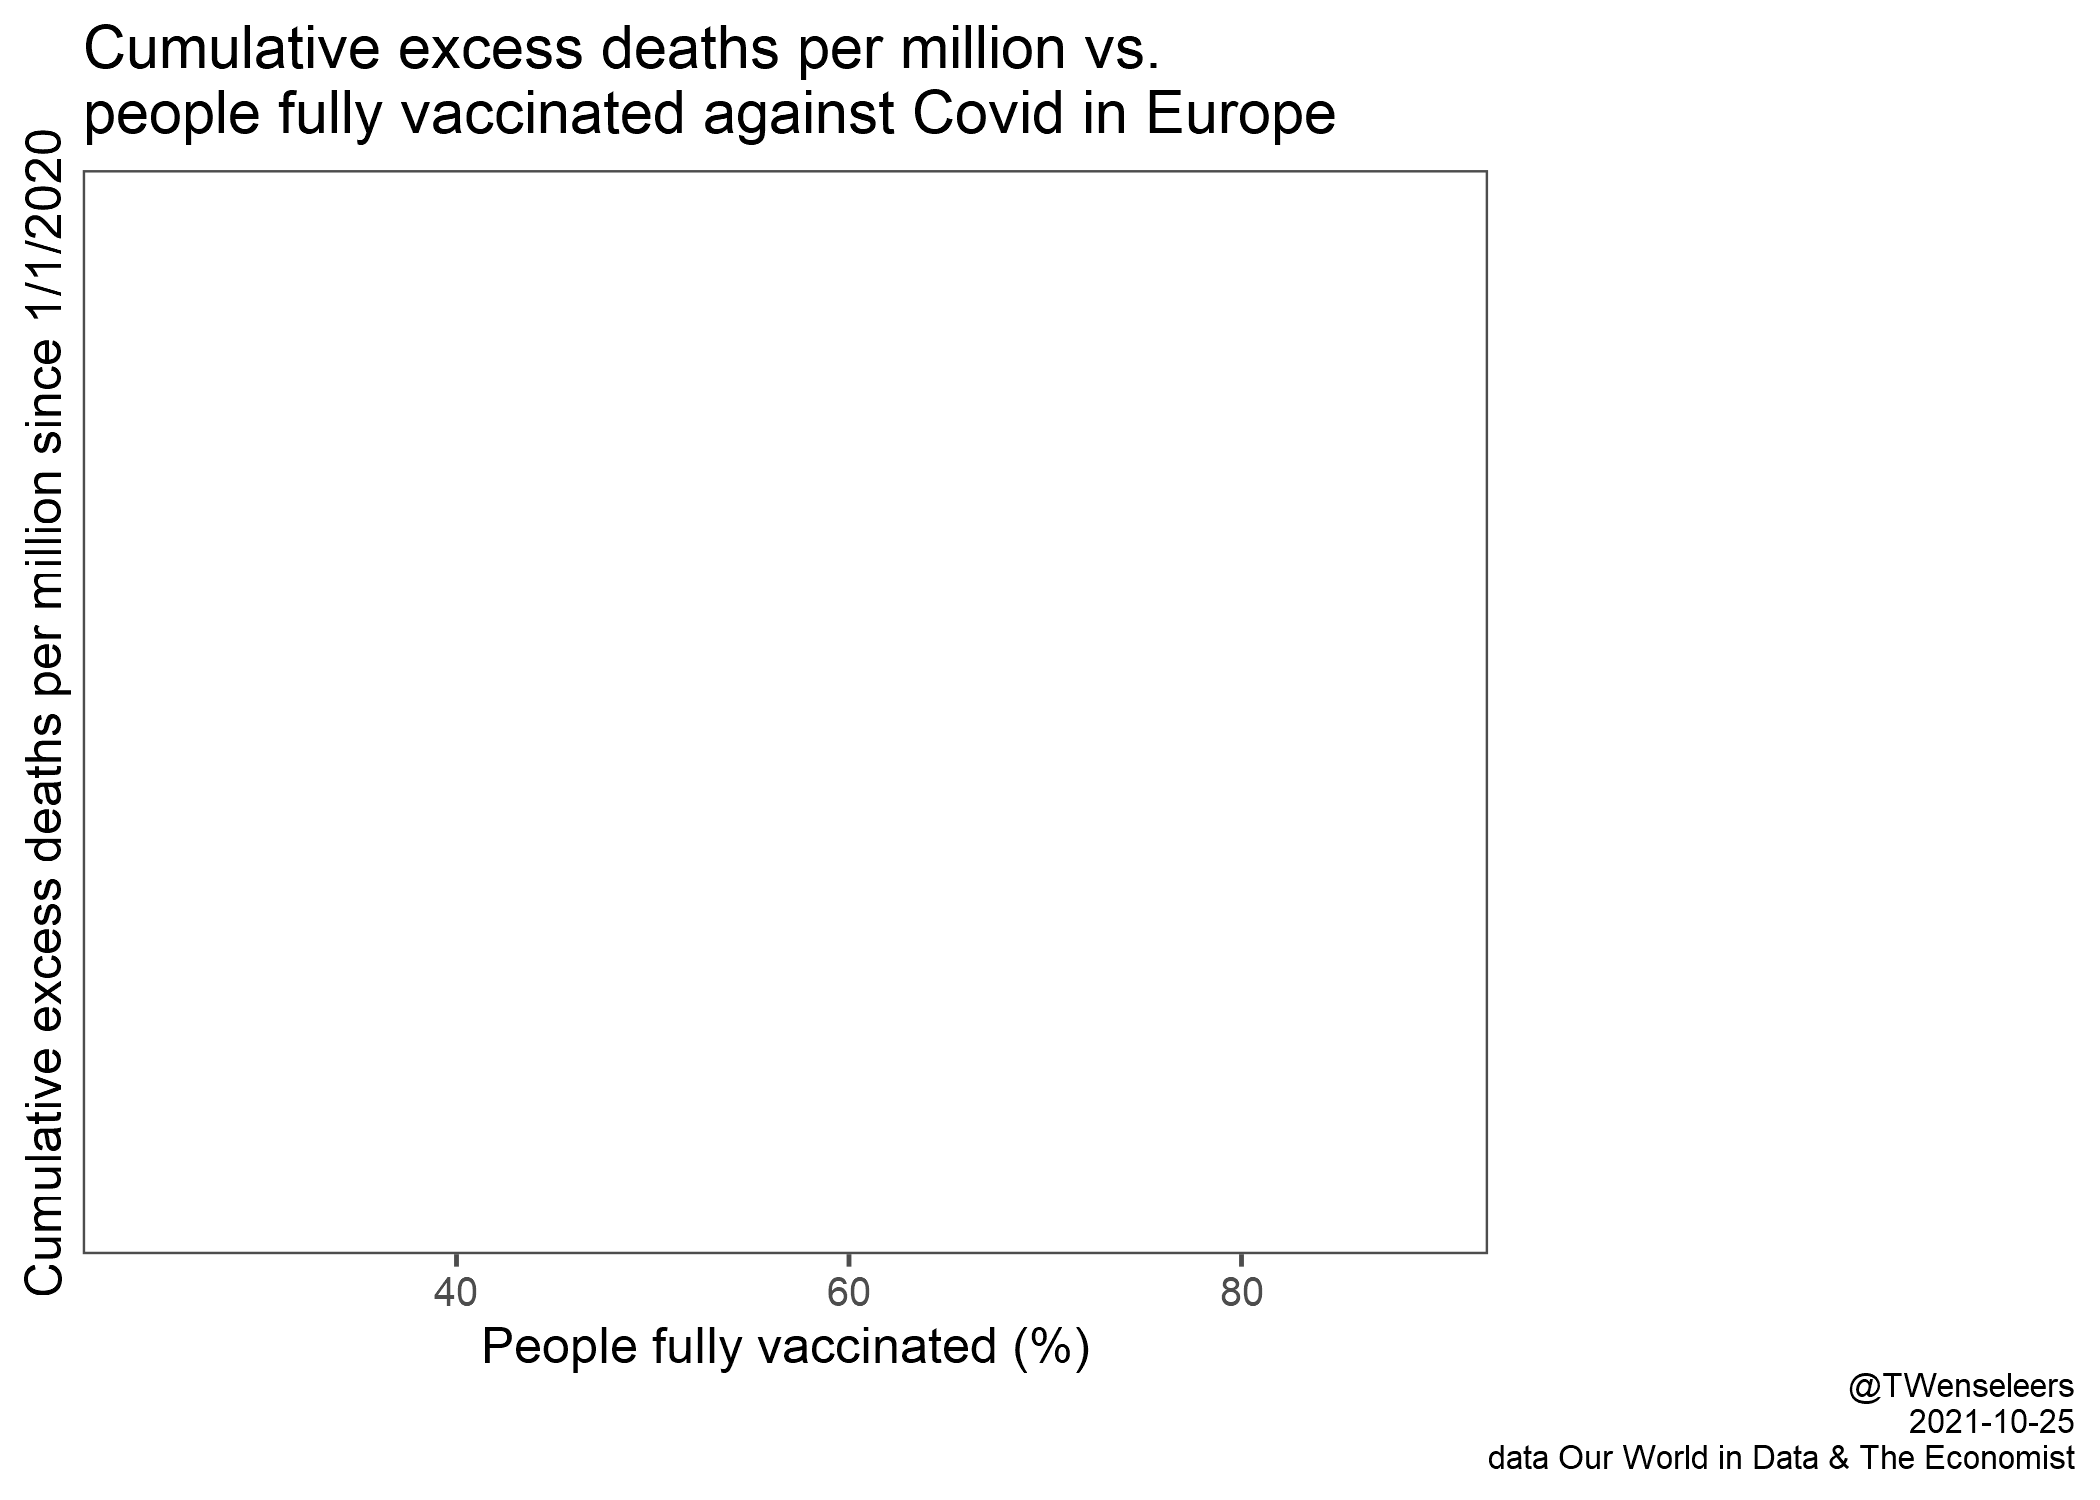 Cumulative excess deaths per million vs.
people fully vaccinated against Covid in Europe
Cumulative excess deaths per million since 1/1/2020
40 60 80
People fully vaccinated (%)
@TWenseleers
2021-10-25
data Our World in Data & The Economist